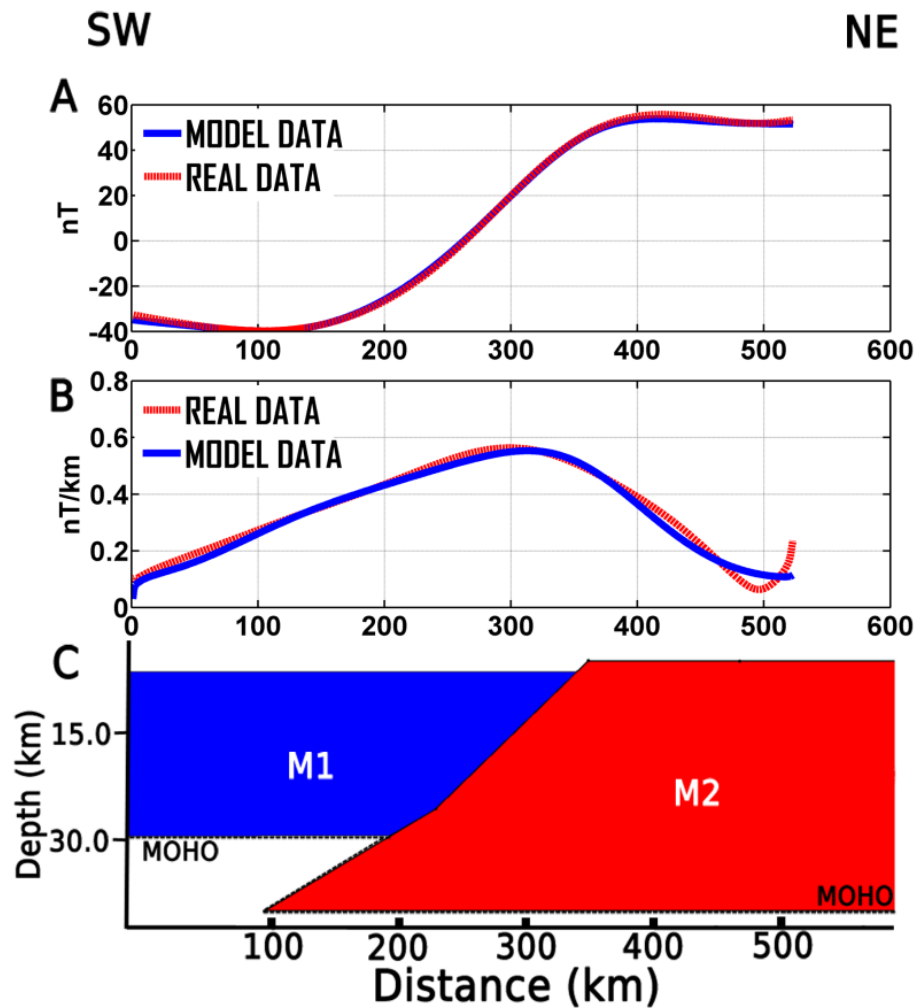 SW NE
A
60
40
20
0
-20
-40
nT
MODEL DATA
REAL DATA
0 100 200 300 400 500 600
B
0.8
0.6
0.4
0.2
0
nT/km
REAL DATA
MODEL DATA
0 100 200 300 400 500 600
C
15.0
30.0
Depth (km)
M1
M2
MOHO
MOHO
100 200 300 400 500
Distance (km)